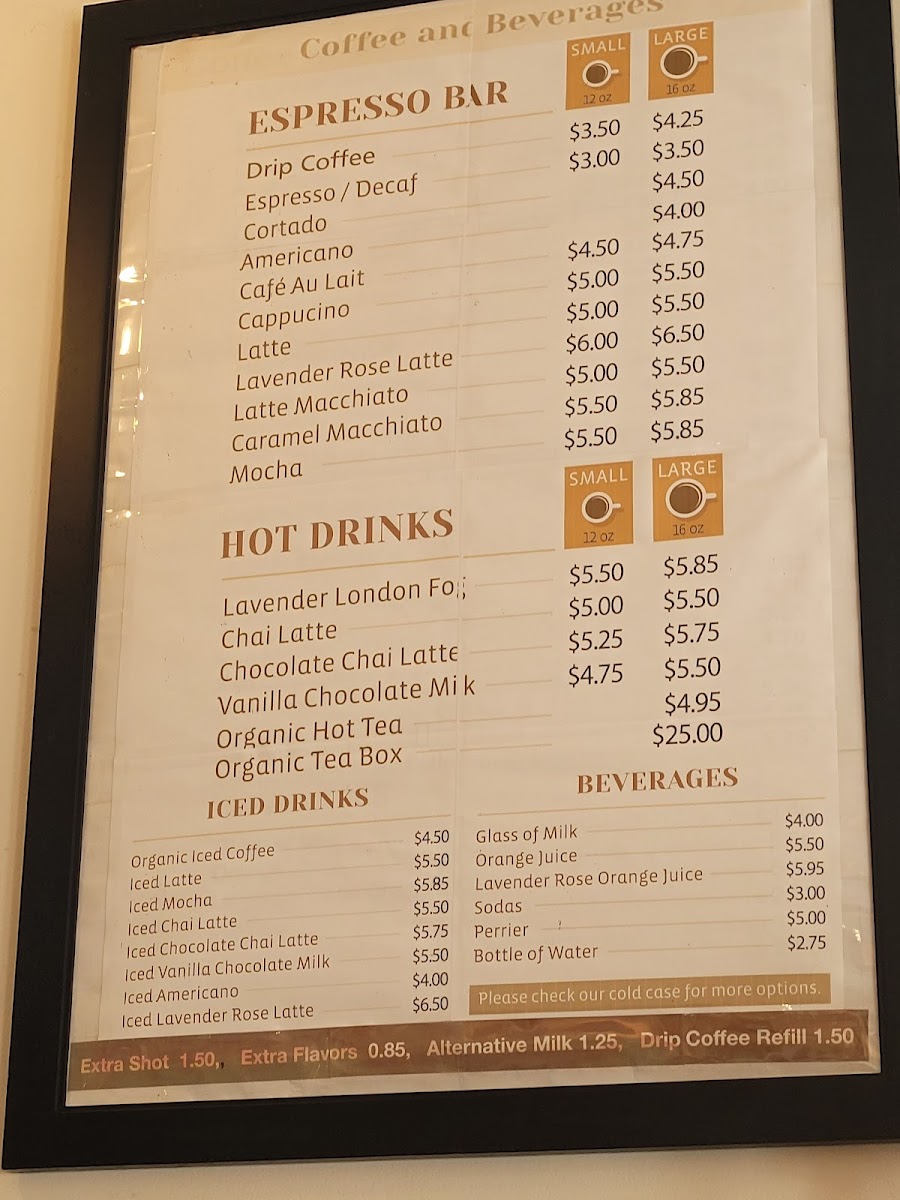 Coffee and Beverages
ESPRESSO BAR
SMALL 12 oz
LARGE 16 oz
Drip Coffee $3.50 $4.25
Espresso / Decaf $3.00 $3.50
Cortado $4.50
Americano $4.00
Café Au Lait $4.50 $4.75
Cappucino $5.00 $5.50
Latte $5.00 $5.50
Lavender Rose Latte $6.00 $6.50
Latte Macchiato $5.00 $5.50
Caramel Macchiato $5.50 $5.85
Mocha $5.50 $5.85
HOT DRINKS
SMALL 12 oz
LARGE 16 oz
Lavender London Fog $5.50 $5.85
Chai Latte $5.00 $5.50
Chocolate Chai Latte $5.25 $5.75
Vanilla Chocolate Milk $4.75 $5.50
Organic Hot Tea $4.95
Organic Tea Box $25.00
ICED DRINKS
Organic Iced Coffee $4.50
Iced Latte $5.50
Iced Mocha $5.85
Iced Chai Latte $5.50
Iced Chocolate Chai Latte $5.75
Iced Vanilla Chocolate Milk $5.50
Iced Americano $4.00
Iced Lavender Rose Latte $6.50
BEVERAGES
Glass of Milk $4.00
Orange Juice $5.50
Lavender Rose Orange Juice $5.95
Sodas $3.00
Perrier $5.00
Bottle of Water $2.75
Please check our cold case for more options.
Extra Shot 1.50,, Extra Flavors 0.85, Alternative Milk 1.25, Drip Coffee Refill 1.50